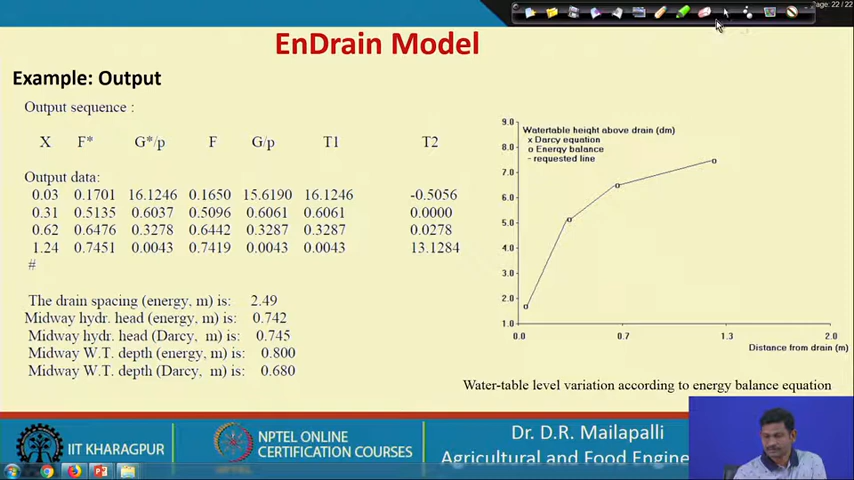 Page: 22 / 22
EnDrain Model
Example: Output
Output sequence :
X F* G*/p F G/p T1 T2
Output data:
0.03 0.1701 16.1246 0.1650 15.6190 16.1246 -0.5056
0.31 0.5135 0.6037 0.5096 0.6061 0.6061 0.0000
0.62 0.6476 0.3278 0.6442 0.3287 0.3287 0.0278
1.24 0.7451 0.0043 0.7419 0.0043 0.0043 13.1284
#
The drain spacing (energy, m) is: 2.49
Midway hydr. head (energy, m) is: 0.742
Midway hydr. head (Darcy, m) is: 0.745
Midway W.T. depth (energy, m) is: 0.800
Midway W.T. depth (Darcy, m) is: 0.680
9.0
8.0
7.0
6.0
5.0
4.0
3.0
2.0
1.0
Watertable height above drain (dm)
x Darcy equation
o Energy balance
- requested line
0.0 0.7 1.3 2.0
Distance from drain (m)
Water-table level variation according to energy balance equation
IIT KHARAGPUR
NPTEL ONLINE
CERTIFICATION COURSES
Dr. D.R. Mailapalli
Agricultural and Food Engine